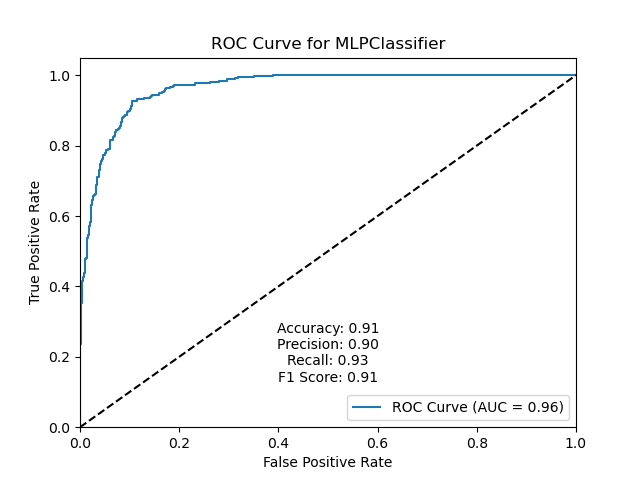 ROC Curve for MLPClassifier
1.0
0.8
0.6
0.4
0.2
0.0
True Positive Rate
Accuracy: 0.91
Precision: 0.90
Recall: 0.93
F1 Score: 0.91
ROC Curve (AUC = 0.96)
0.0 0.2 0.4 0.6 0.8 1.0
False Positive Rate